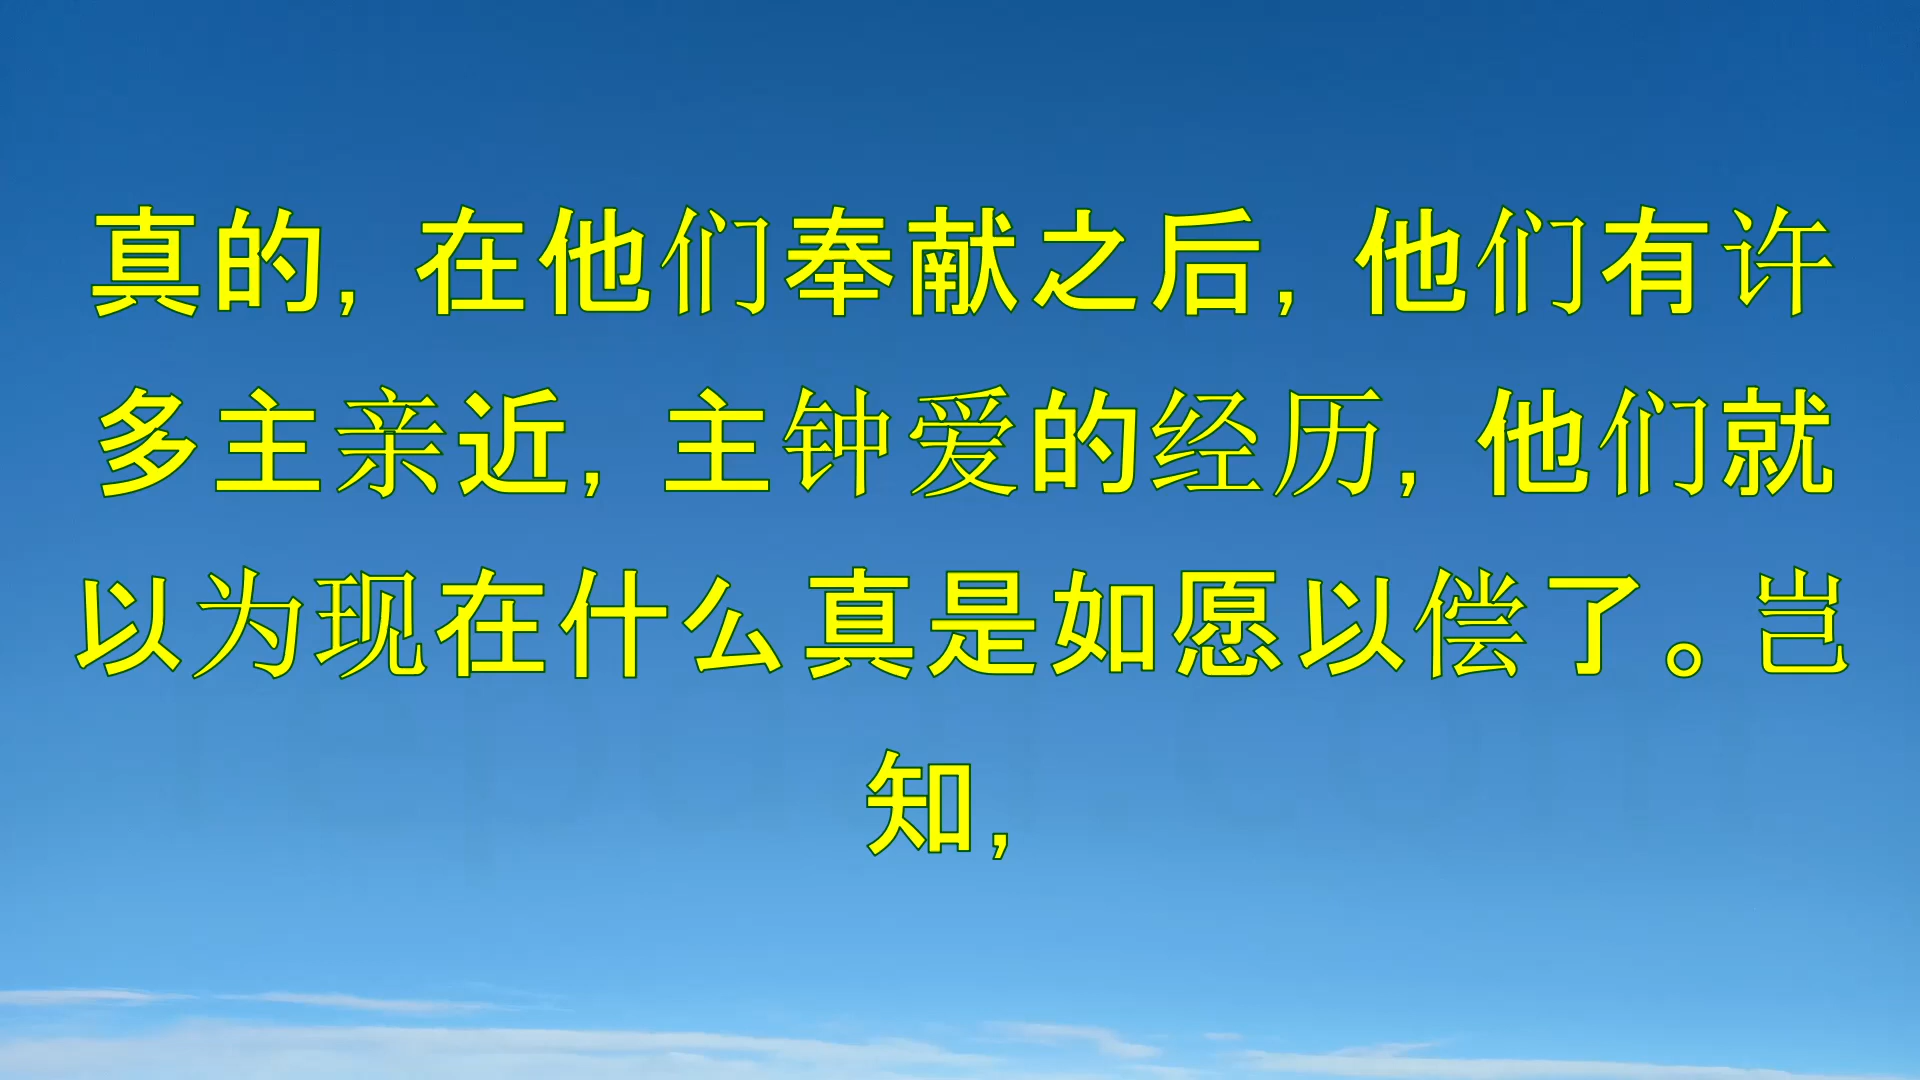 真的, 在他们奉献之后, 他们有许
多主亲近, 主钟爱的经历, 他们就
以为现在什么真是如愿以偿了。岂
知,